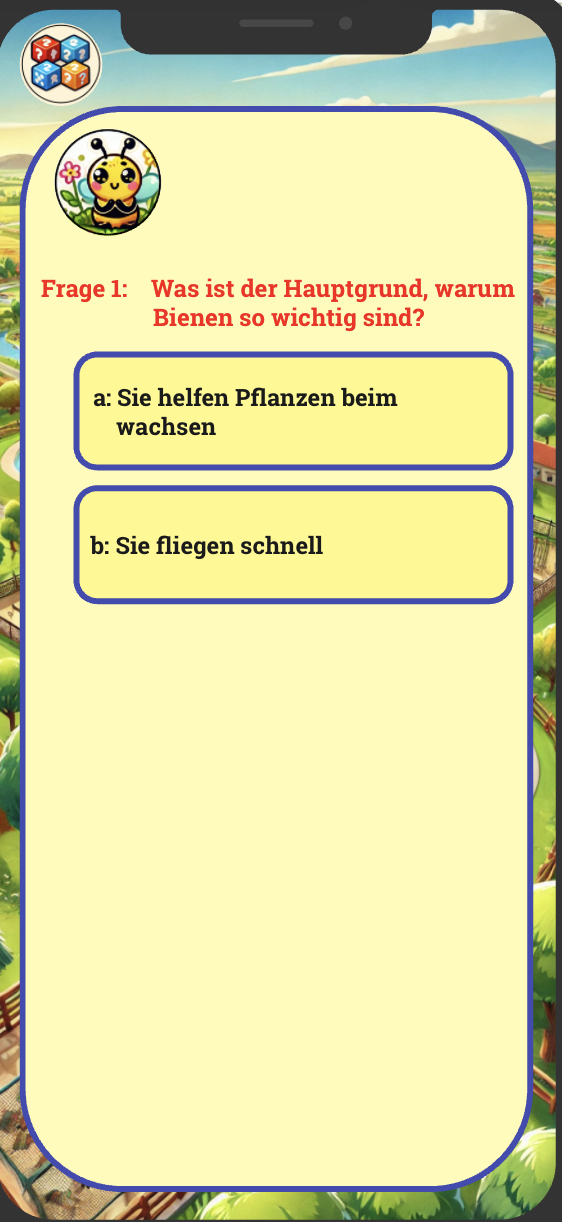 Frage 1: Was ist der Hauptgrund, warum
Bienen so wichtig sind?
a: Sie helfen Pflanzen beim
wachsen
b: Sie fliegen schnell